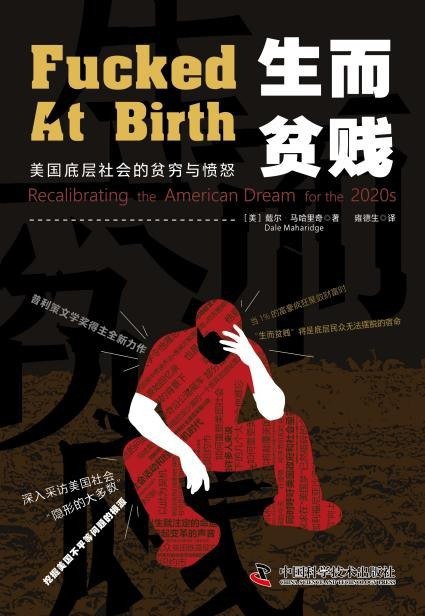 Fucked
At Birth
生而
贫贱
美国底层社会的贫穷与愤怒
Recalibrating the American Dream for the 2020s
[美] 戴尔·马哈里奇 著 雍德生 译
Dale Maharidge
普利策文学奖得主全新力作
当1%的富豪疯狂聚敛财富时
“生而贫贱”将是底层民众无法摆脱的宿命
深入采访美国社会
“隐形的大多数”
挖掘美国不平等问题的根源
中国科学技术出版社